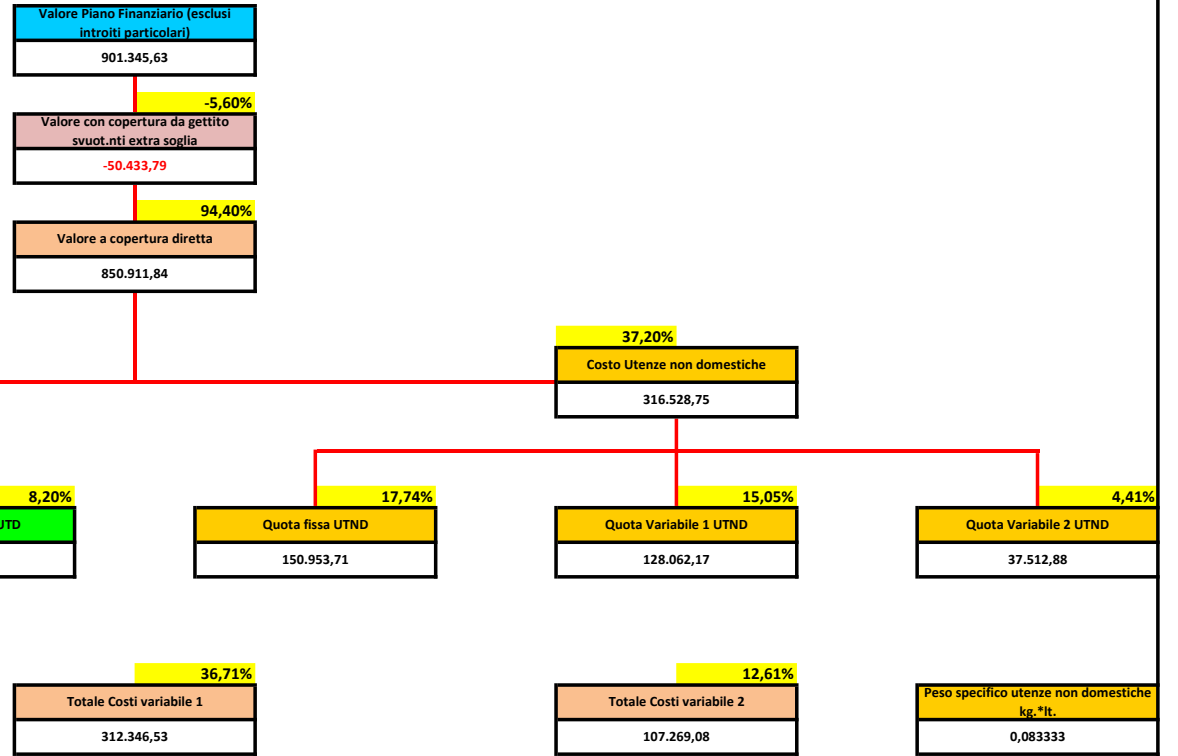 Valore Piano Finanziario (esclusi
introiti particolari)
901.345,63
-5,60%
Valore con copertura da gettito
svuot.nti extra soglia
-50.433,79
94,40%
Valore a copertura diretta
850.911,84
37,20%
Costo Utenze non domestiche
316.528,75
8,20%
17,74%
15,05%
4,41%
UTD
Quota fissa UTND
Quota Variabile 1 UTND
Quota Variabile 2 UTND
150.953,71
128.062,17
37.512,88
36,71%
12,61%
Totale Costi variabile 1
Totale Costi variabile 2
Peso specifico utenze non domestiche
kg.*lt.
312.346,53
107.269,08
0,083333